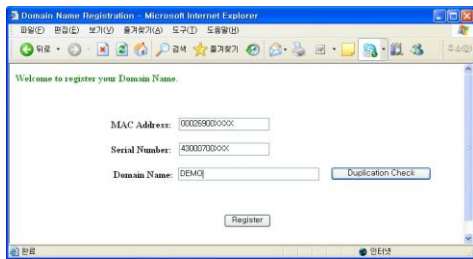 Domain Name Registration - Microsoft Internet Explorer
파일(F) 편집(E) 보기(V) 즐겨찾기(A) 도구(T) 도움말(H)
뒤로 검색 즐겨찾기
Welcome to register your Domain Name.
MAC Address: 00026900XXXX
Serial Number: 43000700XXX
Domain Name: DEMO Duplication Check
Register
완료 인터넷